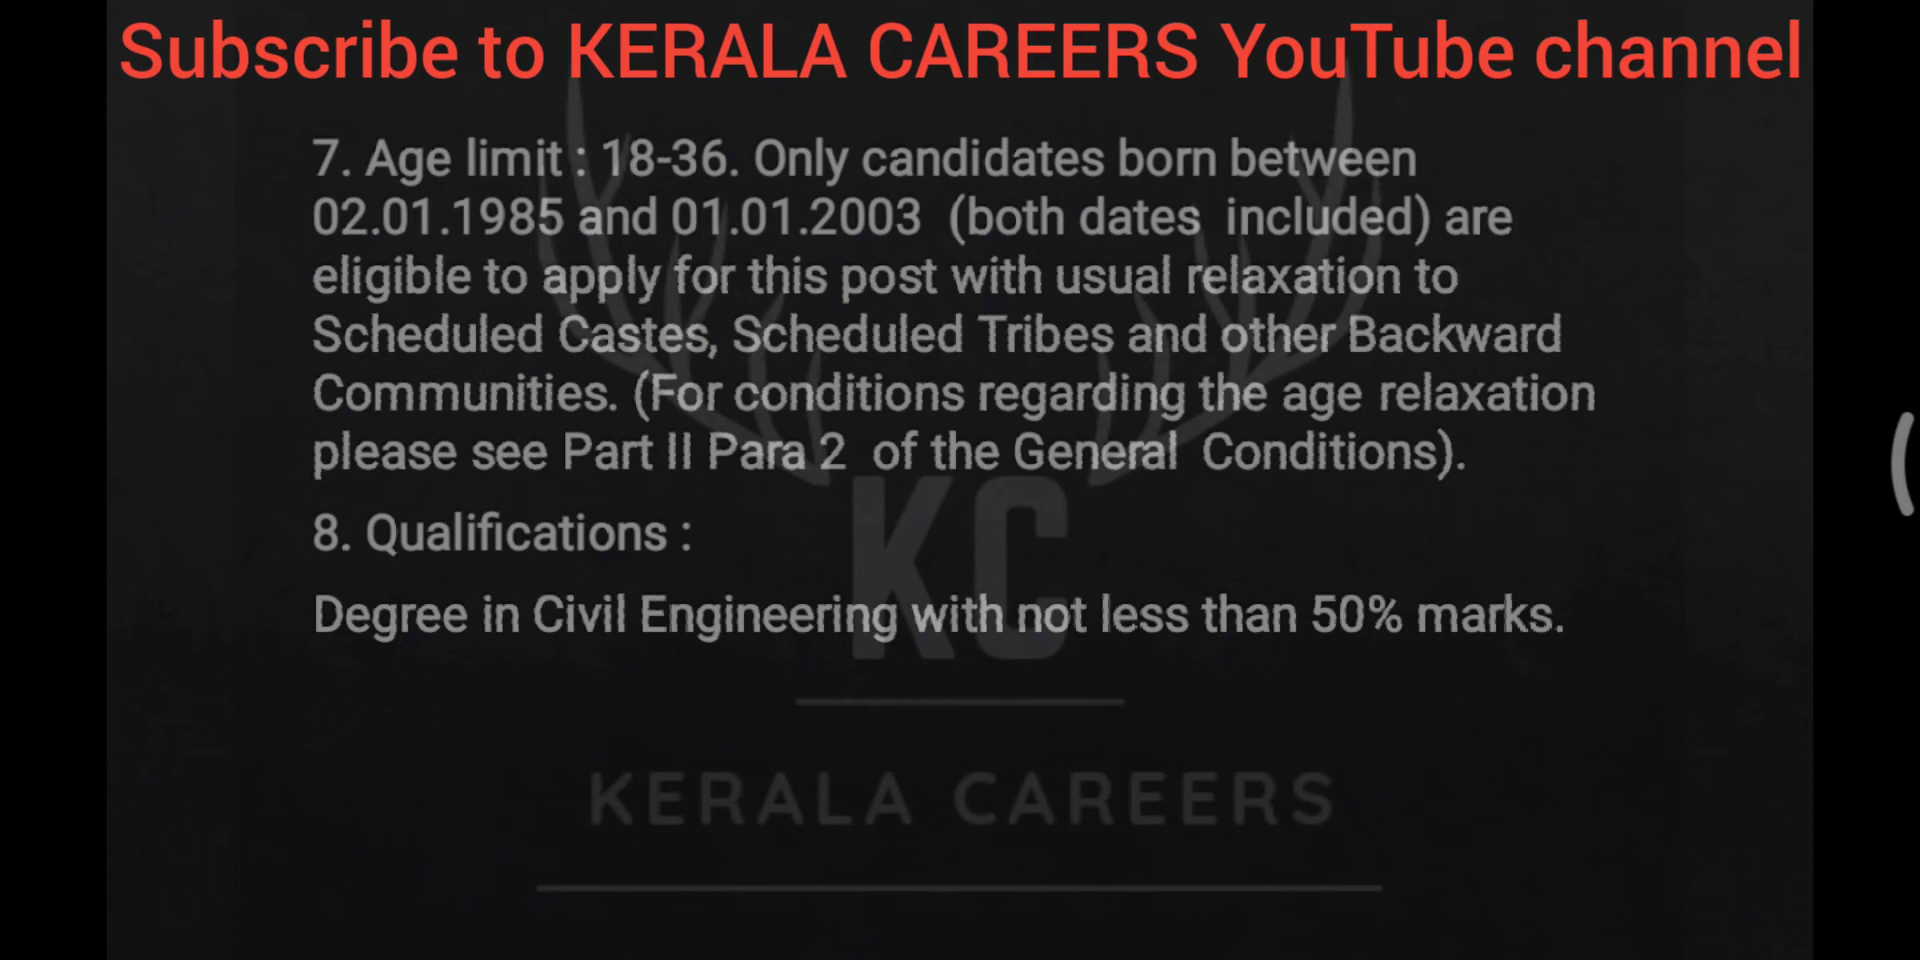 Subscribe to KERALA CAREERS YouTube channel
7. Age limit : 18-36. Only candidates born between
02.01.1985 and 01.01.2003 (both dates included) are
eligible to apply for this post with usual relaxation to
Scheduled Castes, Scheduled Tribes and other Backward
Communities. (For conditions regarding the age relaxation
please see Part II Para 2 of the General Conditions).
8. Qualifications :
Degree in Civil Engineering with not less than 50% marks.
KC
KERALA CAREERS